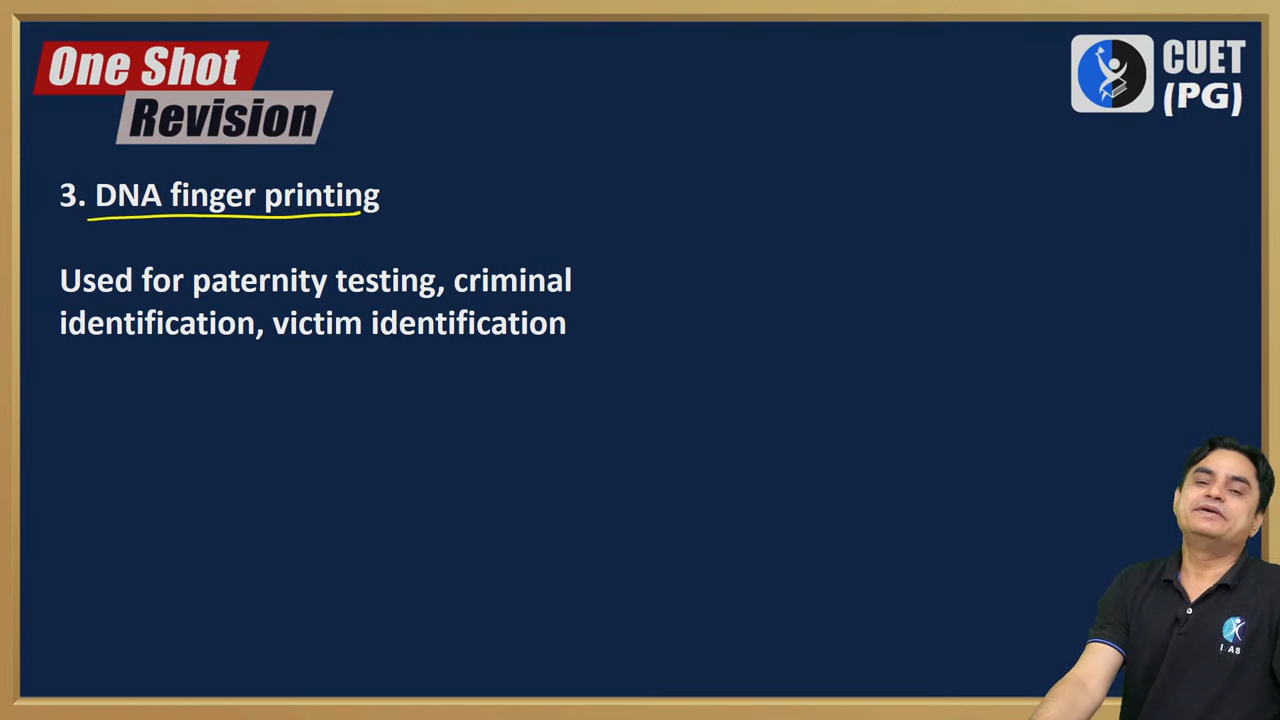 One Shot
Revision
CUET
(PG)
3. DNA finger printing
Used for paternity testing, criminal
identification, victim identification